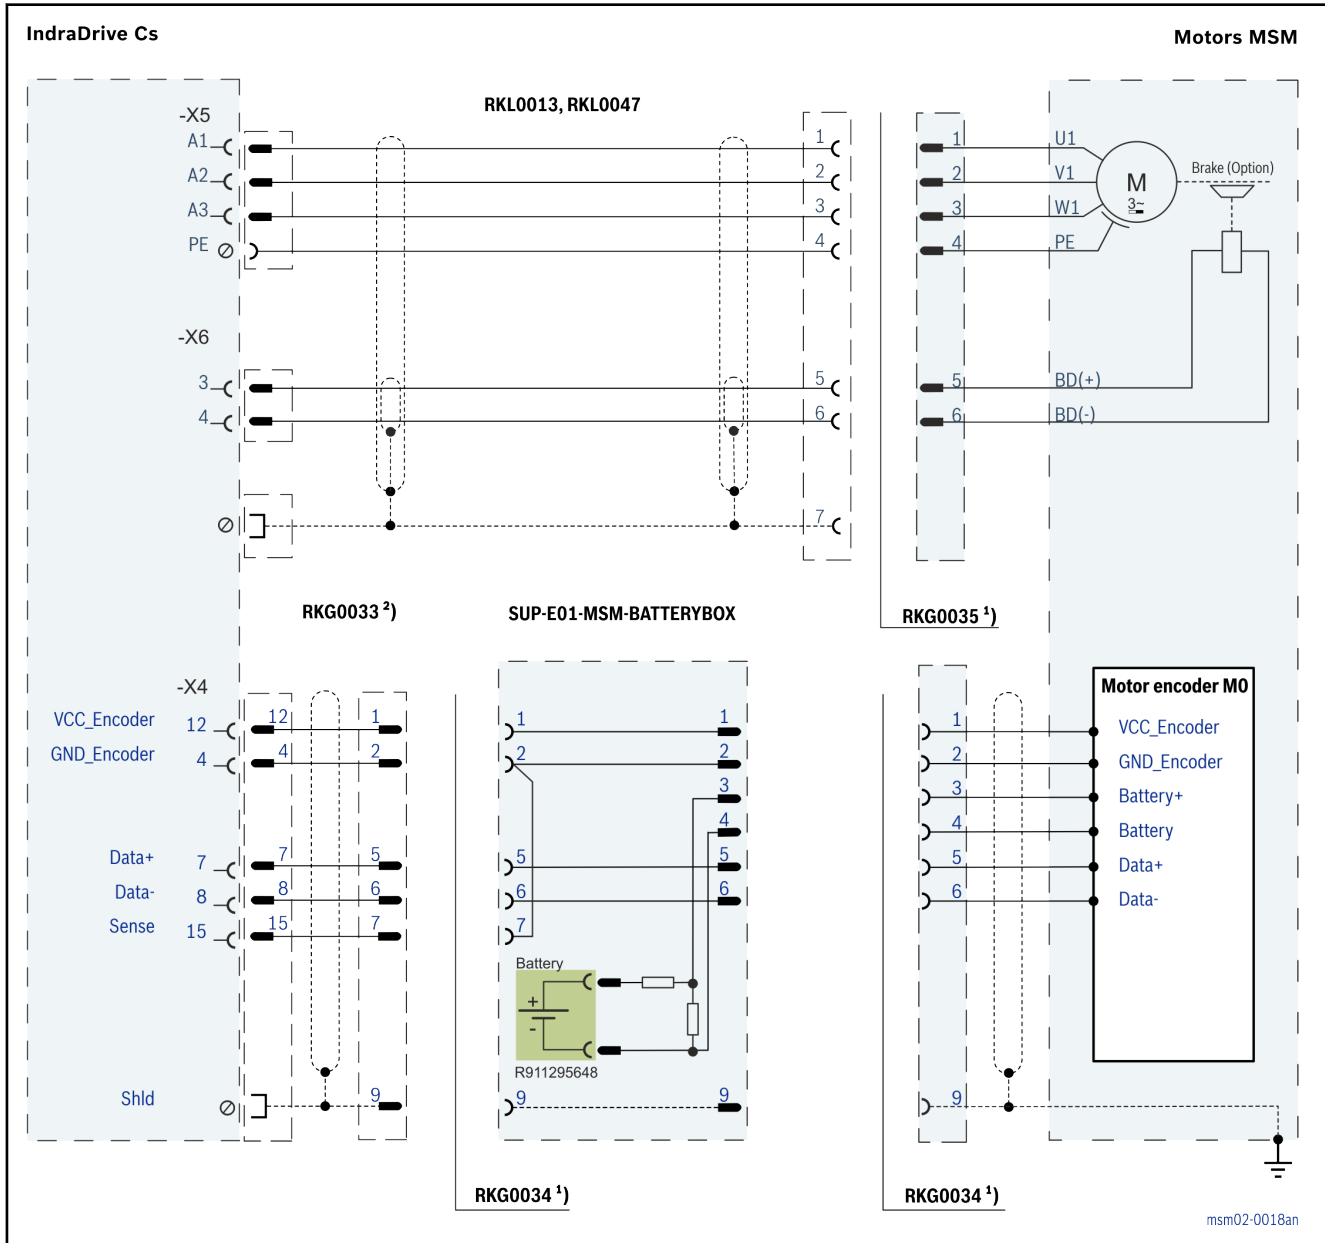 IndraDrive Cs
Motors MSM
RKL0013, RKL0047
-X5
A1
A2
A3
PE
1
2
3
4
1
2
3
4
U1
V1
W1
PE
M
3~
Brake (Option)
-X6
3
4
5
6
7
5
6
BD(+)
BD(-)
RKG0033 ²)
SUP-E01-MSM-BATTERYBOX
RKG0035 ¹)
-X4
VCC_Encoder 12
GND_Encoder 4
Data+ 7
Data- 8
Sense 15
Shld
12
4
7
8
15
1
2
5
6
7
9
1
2
5
6
7
9
1
2
3
4
5
6
9
Battery
+
-
R911295648
1
2
3
4
5
6
9
Motor encoder M0
VCC_Encoder
GND_Encoder
Battery+
Battery
Data+
Data-
RKG0034 ¹)
RKG0034 ¹)
msm02-0018an